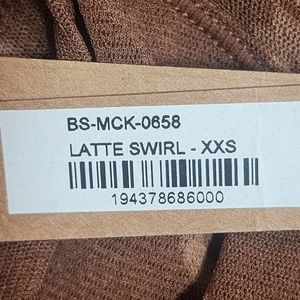 BS-MCK-0658
LATTE SWIRL - XXS
194378686000